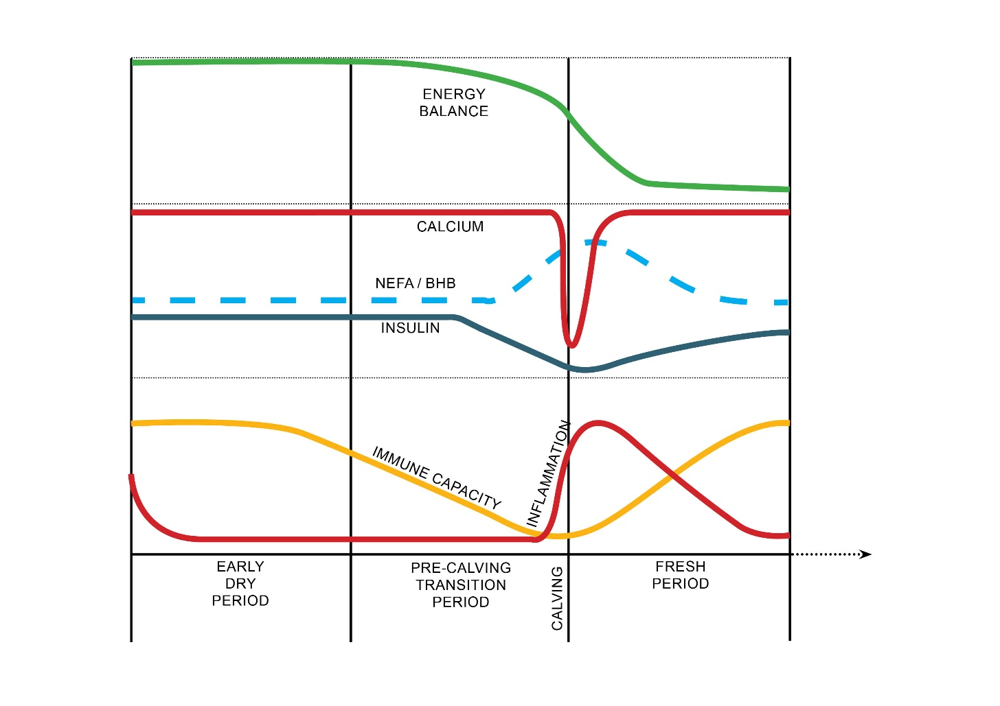 ENERGY
BALANCE
CALCIUM
NEFA / BHB
INSULIN
IMMUNE CAPACITY
INFLAMMATION
EARLY
DRY
PERIOD
PRE-CALVING
TRANSITION
PERIOD
CALVING
FRESH
PERIOD